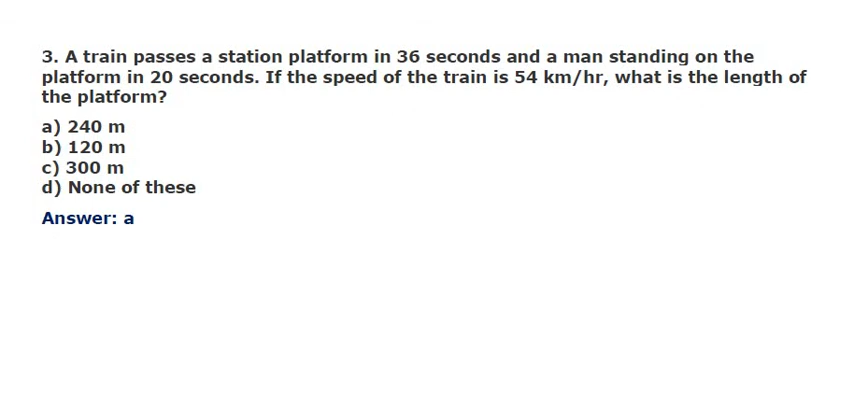 3. A train passes a station platform in 36 seconds and a man standing on the
platform in 20 seconds. If the speed of the train is 54 km/hr, what is the length of
the platform?
a) 240 m
b) 120 m
c) 300 m
d) None of these
Answer: a